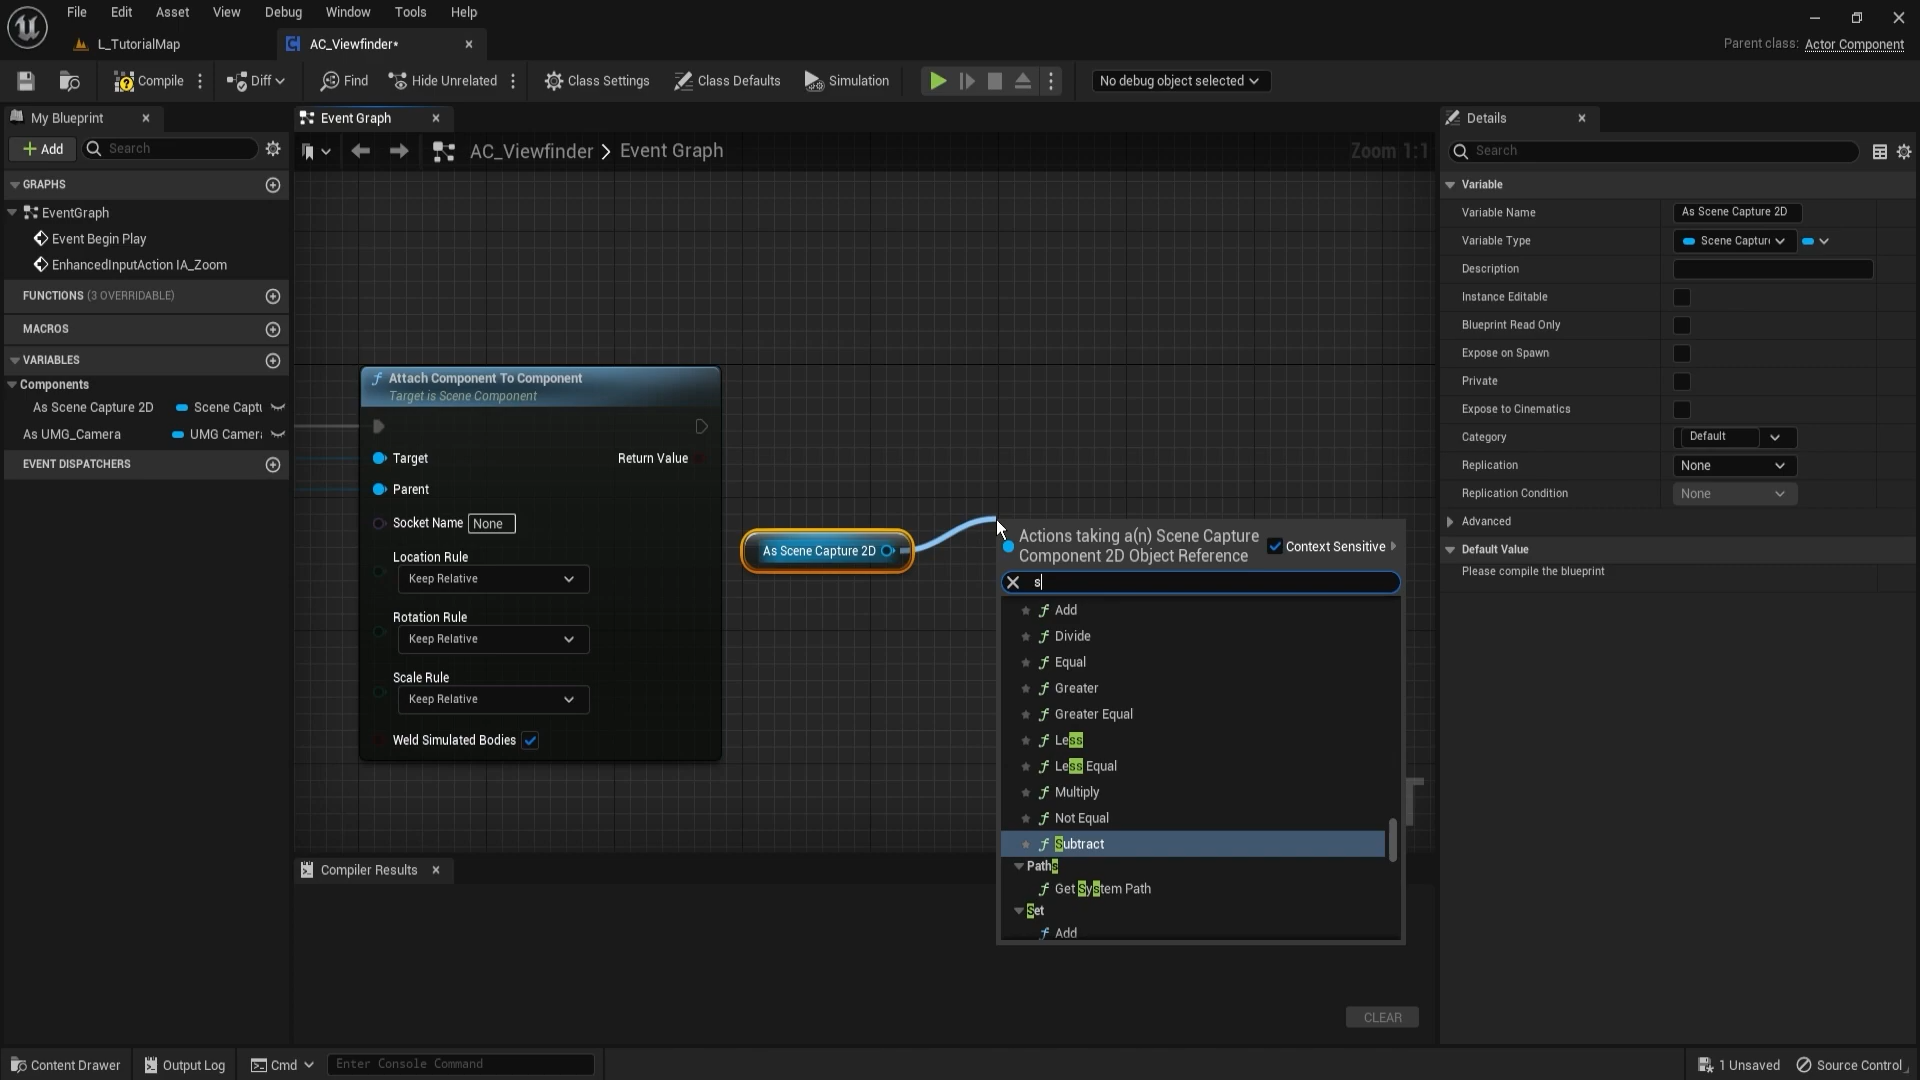 File Edit Asset View Debug Window Tools Help
L_TutorialMap
AC_Viewfinder*
Parent class: Actor Component
Compile
Diff
Find
Hide Unrelated
Class Settings
Class Defaults
Simulation
No debug object selected
My Blueprint
Add
Search
GRAPHS
EventGraph
Event Begin Play
EnhancedInputAction IA_Zoom
FUNCTIONS (3 OVERRIDABLE)
MACROS
VARIABLES
Components
As Scene Capture 2D Scene Captu
As UMG_Camera UMG Camera
EVENT DISPATCHERS
Event Graph
AC_Viewfinder > Event Graph
Zoom 1:1
Attach Component To Component
Target is Scene Component
Target
Return Value
Parent
Socket Name None
Location Rule
Keep Relative
Rotation Rule
Keep Relative
Scale Rule
Keep Relative
Weld Simulated Bodies
As Scene Capture 2D
Actions taking a(n) Scene Capture
Component 2D Object Reference
Context Sensitive
s
Add
Divide
Equal
Greater
Greater Equal
Less
Less Equal
Multiply
Not Equal
Subtract
Paths
Get System Path
Set
Add
Compiler Results
CLEAR
Details
Search
Variable
Variable Name As Scene Capture 2D
Variable Type Scene Captur
Description
Instance Editable
Blueprint Read Only
Expose on Spawn
Private
Expose to Cinematics
Category Default
Replication None
Replication Condition None
Advanced
Default Value
Please compile the blueprint
Content Drawer
Output Log
Cmd
Enter Console Command
1 Unsaved
Source Control